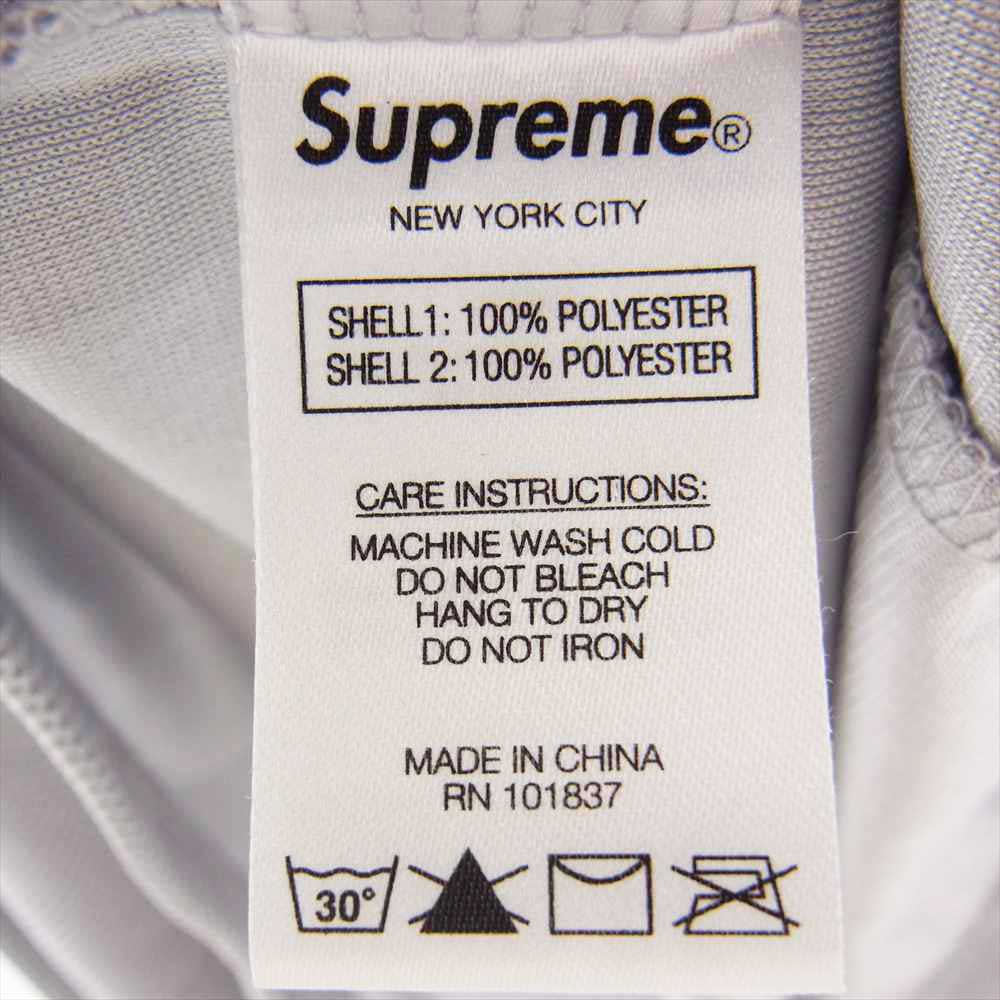 Supreme®
NEW YORK CITY
SHELL1: 100% POLYESTER
SHELL 2: 100% POLYESTER
CARE INSTRUCTIONS:
MACHINE WASH COLD
DO NOT BLEACH
HANG TO DRY
DO NOT IRON
MADE IN CHINA
RN 101837
30°